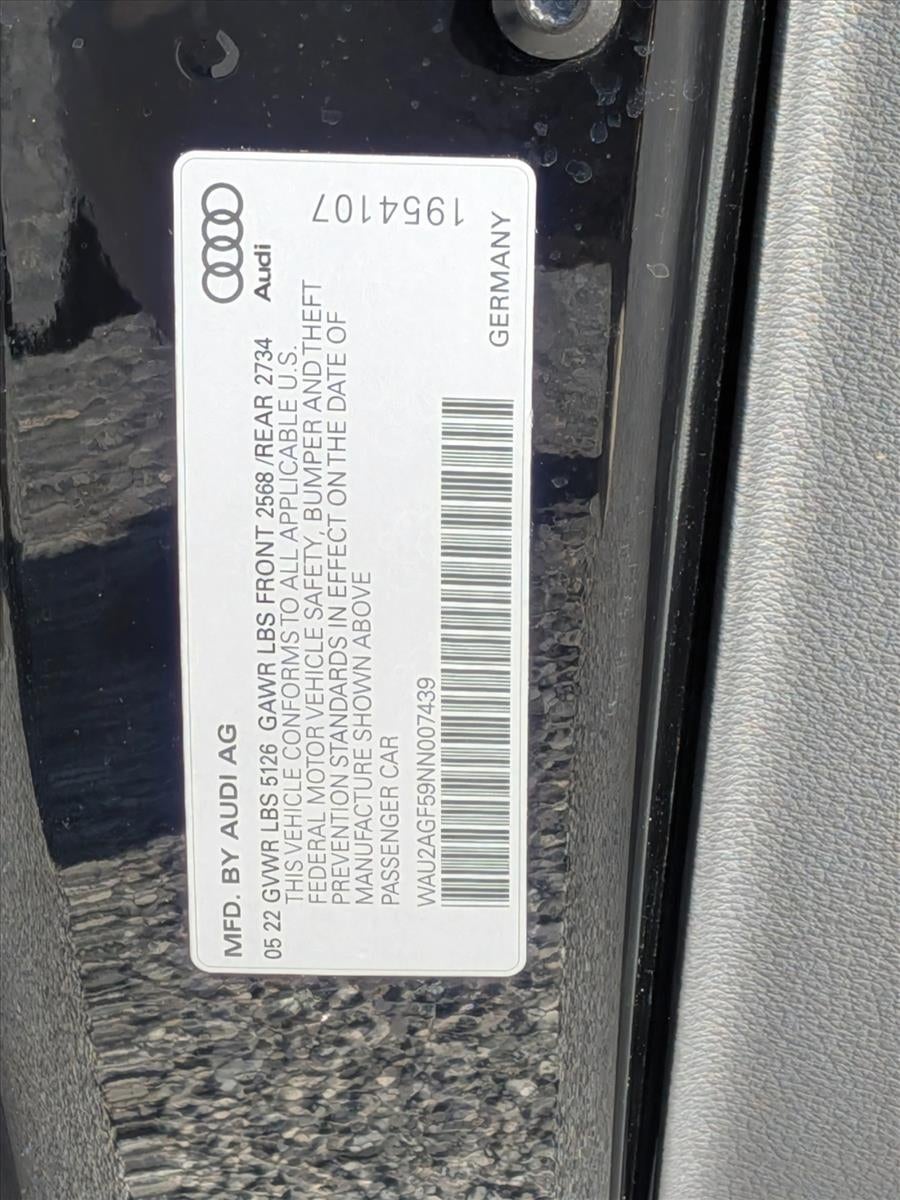 MFD. BY AUDI AG
Audi
05 22 GVWR LBS 5126 GAWR LBS FRONT 2568/REAR 2734
THIS VEHICLE CONFORMS TO ALL APPLICABLE U.S.
FEDERAL MOTOR VEHICLE SAFETY, BUMPER AND THEFT
PREVENTION STANDARDS IN EFFECT ON THE DATE OF
MANUFACTURE SHOWN ABOVE
PASSENGER CAR
1954107
WAU2AGF59NN007439
GERMANY